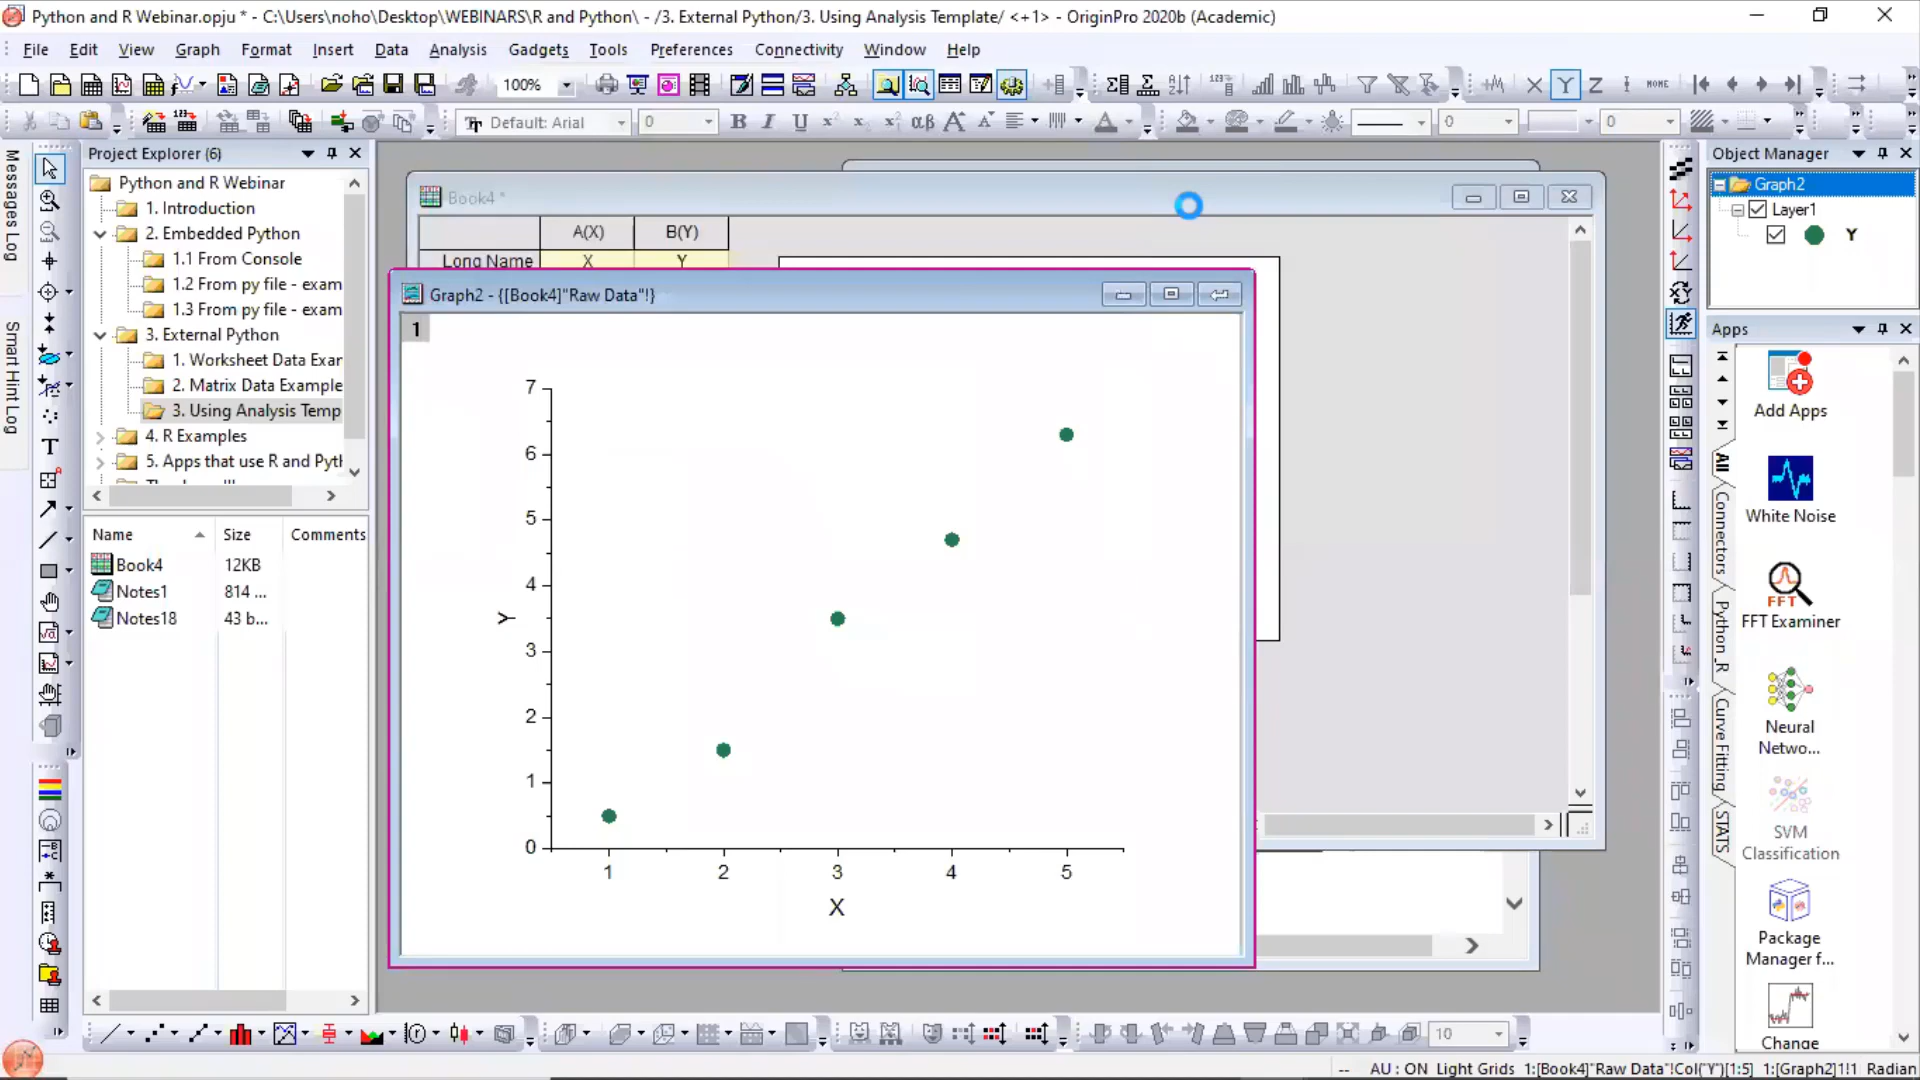 Python and R Webinar.opju * - C:\Users\noho\Desktop\WEBINARS\R and Python\ - /3. External Python/3. Using Analysis Template/ <+1> - OriginPro 2020b (Academic)
File Edit View Graph Format Insert Data Analysis Gadgets Tools Preferences Connectivity Window Help
100%
X Y Z HOME
Default: Arial 0 B I U αβ A 0 0
Messages Log
Smart Hint Log
Project Explorer (6)
Python and R Webinar
1. Introduction
2. Embedded Python
1.1 From Console
1.2 From py file - exam
1.3 From py file - exam
3. External Python
1. Worksheet Data Exar
2. Matrix Data Example
3. Using Analysis Temp
4. R Examples
5. Apps that use R and Pytl
Name Size Comments
Book4 12KB
Notes1 814 ...
Notes18 43 b...
Book4 *
A(X) B(Y)
Long Name X Y
Graph2 - {[Book4]"Raw Data"!}
1
7
6
5
4
3
2
1
0
Y
1 2 3 4 5
X
Object Manager
Graph2
Layer1
Y
Apps
All
Connectors
Python_R
Curve Fitting
STATS
Add Apps
White Noise
FFT
FFT Examiner
Neural
Netwo...
SVM
Classification
Package
Manager f...
Change
10
-- AU : ON Light Grids 1:[Book4]"Raw Data"!Col("Y")[1:5] 1:[Graph2]1!1 Radian